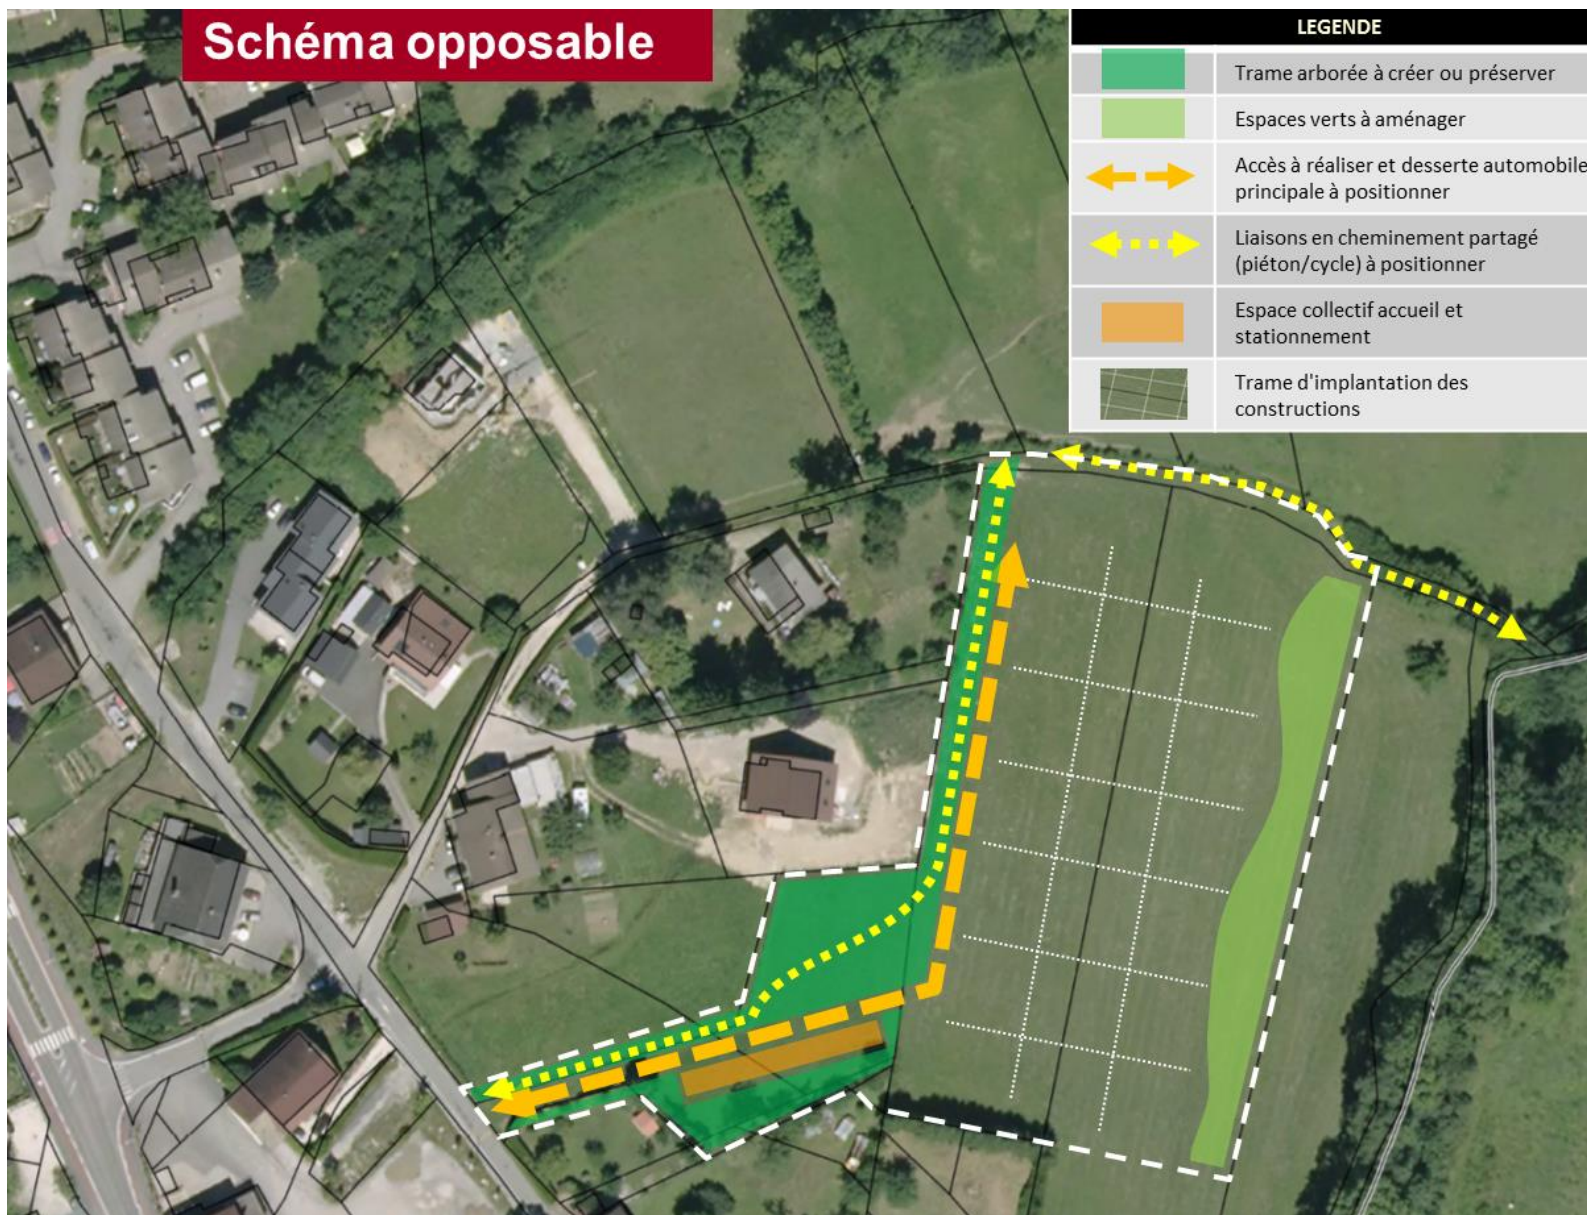 Schéma opposable
LEGENDE
Trame arborée à créer ou préserver
Espaces verts à aménager
Accès à réaliser et desserte automobile
principale à positionner
Liaisons en cheminement partagé
(piéton/cycle) à positionner
Espace collectif accueil et
stationnement
Trame d'implantation des
constructions